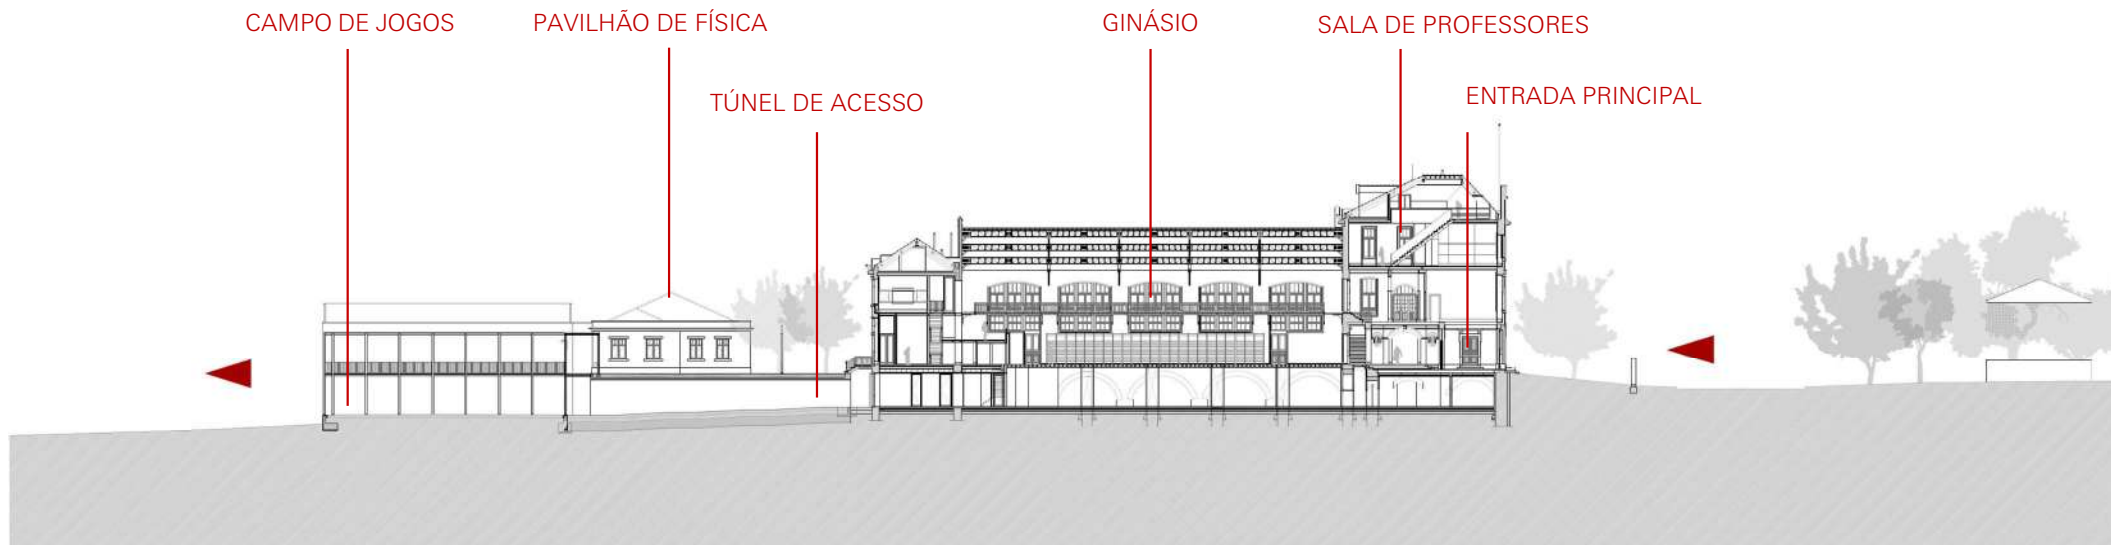 CAMPO DE JOGOS
PAVILHÃO DE FÍSICA
GINÁSIO
SALA DE PROFESSORES
TÚNEL DE ACESSO
ENTRADA PRINCIPAL